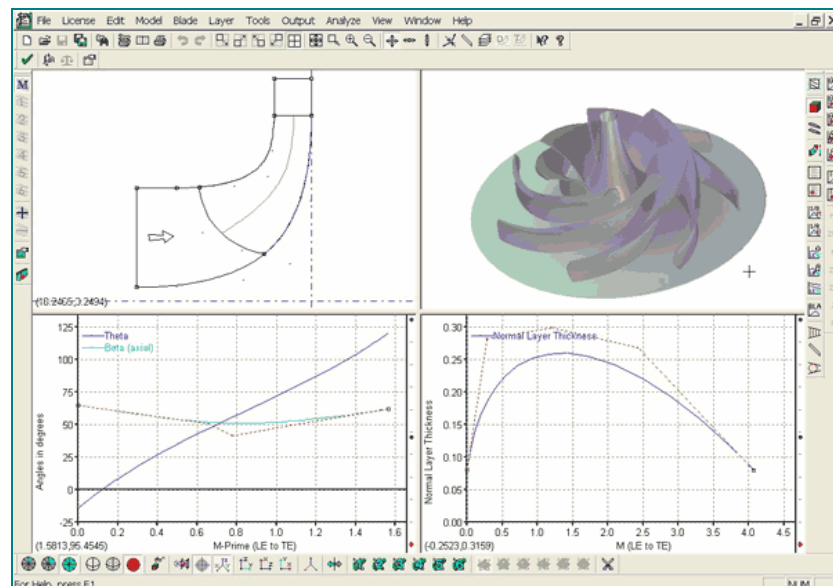 File License Edit Model Blade Layer Tools Output Analyze View Window Help
(18.2465,3.2494)
125
100
75
50
25
0
-25
Theta
Beta (axial)
Angles in degrees
0.0 0.2 0.4 0.6 0.8 1.0 1.2 1.4 1.6
(1.5813,95.4545)
M-Prime (LE to TE)
0.30
0.25
0.20
0.15
0.10
0.05
0.00
Normal Layer Thickness
Normal Layer Thickness
0.0 0.5 1.0 1.5 2.0 2.5 3.0 3.5 4.0 4.5
(-0.2523,0.3159)
M (LE to TE)
For Help, press F1
NUM